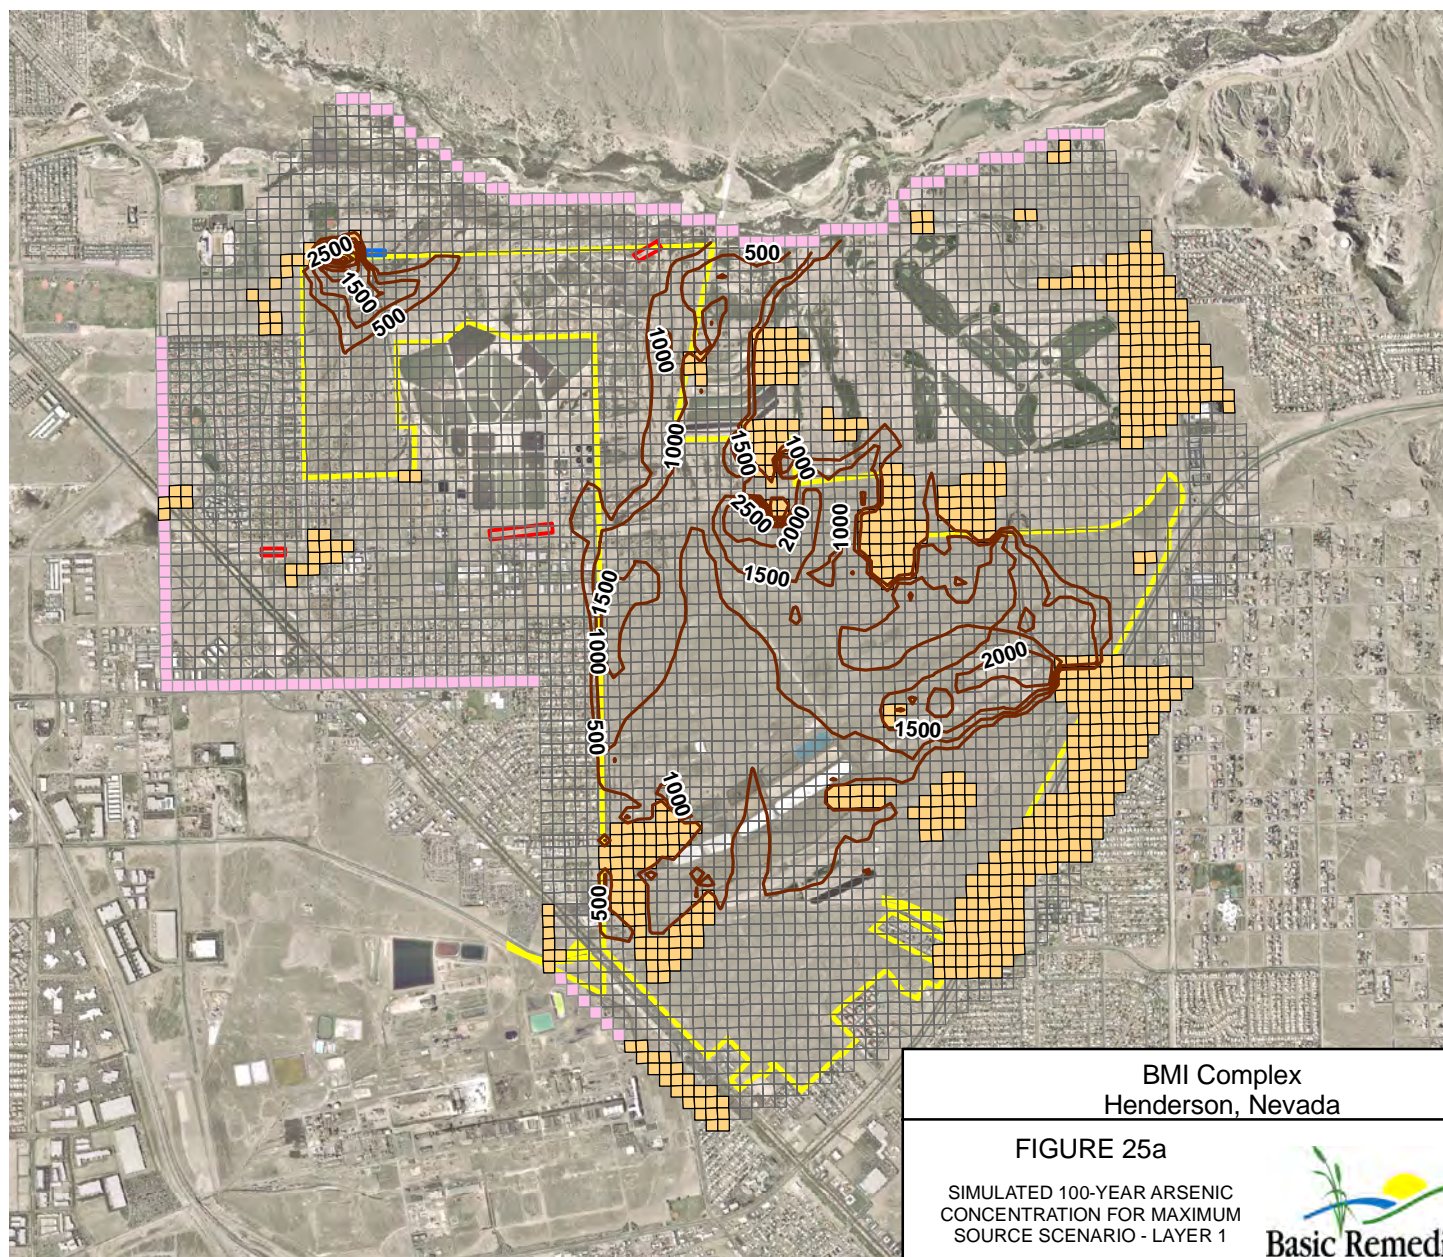 2500
1500
500
500
1000
1000
1500
1000
2500
2000
1000
1500
1500
1000
2000
500
1500
1000
500
BMI Complex
Henderson, Nevada
FIGURE 25a
SIMULATED 100-YEAR ARSENIC
CONCENTRATION FOR MAXIMUM
SOURCE SCENARIO - LAYER 1
Basic Remed